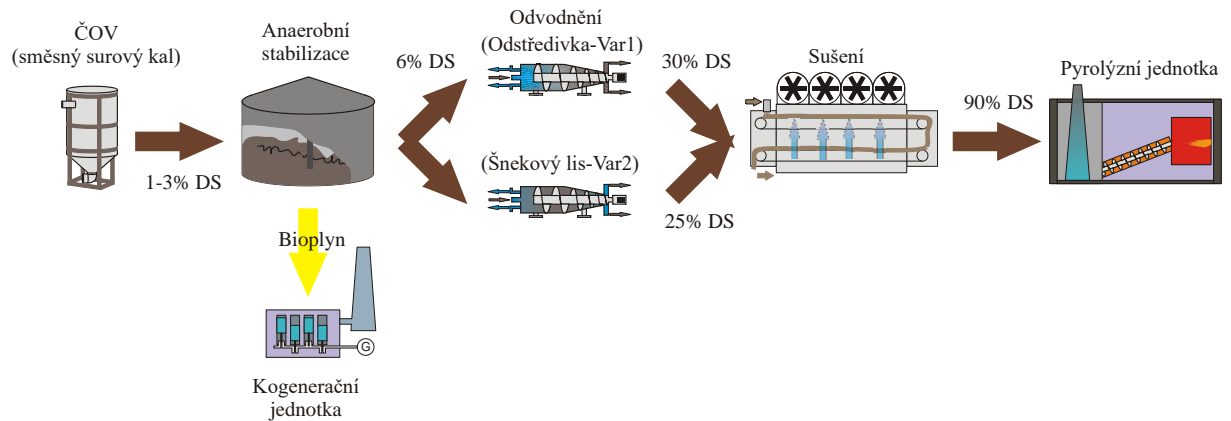 ČOV
(směsný surový kal)
1-3% DS
Anaerobní
stabilizace
Bioplyn
G
Kogenerační
jednotka
6% DS
Odvodnění
(Odstředivka-Var1)
(Šnekový lis-Var2)
30% DS
25% DS
Sušení
90% DS
Pyrolýzní jednotka